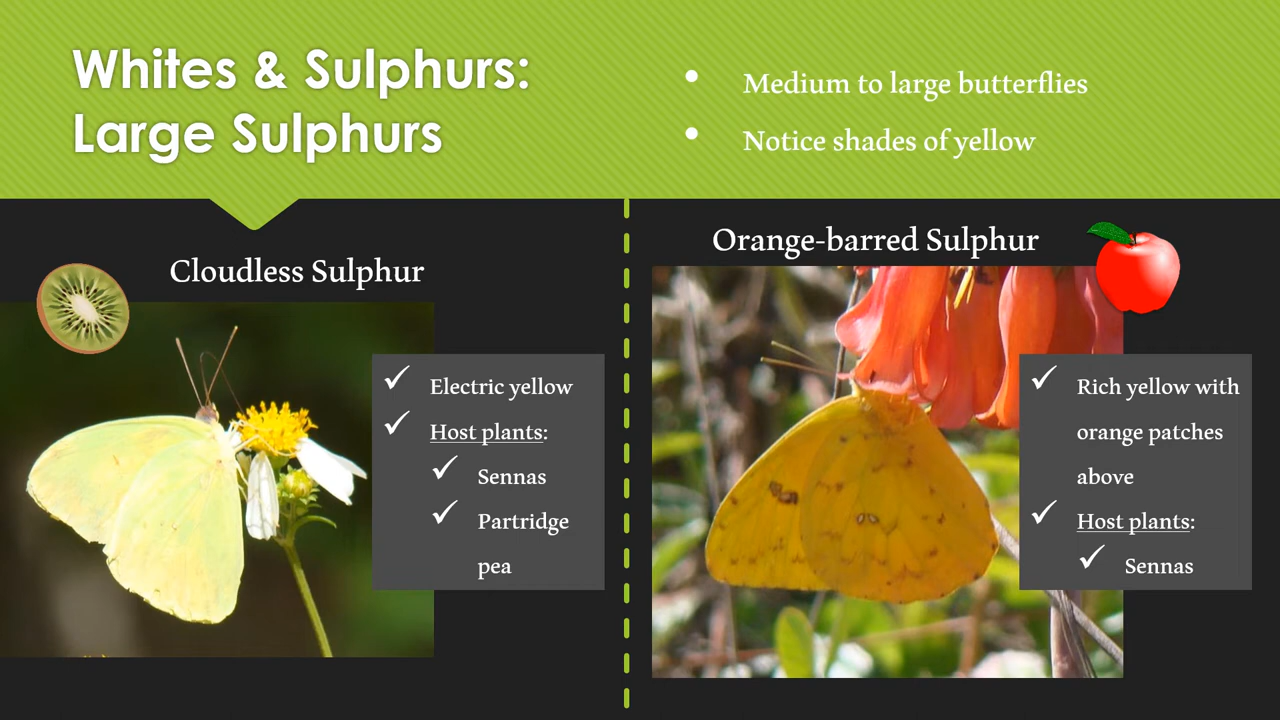 Whites & Sulphurs:
Large Sulphurs
• Medium to large butterflies
• Notice shades of yellow
Cloudless Sulphur
✓ Electric yellow
✓ Host plants:
✓ Sennas
✓ Partridge
pea
Orange-barred Sulphur
✓ Rich yellow with
orange patches
above
✓ Host plants:
✓ Sennas